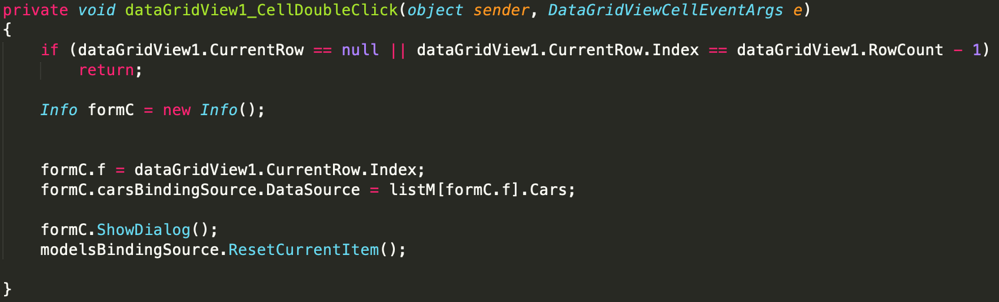 private void dataGridView1_CellDoubleClick(object sender, DataGridViewCellEventArgs e)
{
    if (dataGridView1.CurrentRow == null || dataGridView1.CurrentRow.Index == dataGridView1.RowCount - 1)
        return;
    Info formC = new Info();
    formC.f = dataGridView1.CurrentRow.Index;
    formC.carsBindingSource.DataSource = listM[formC.f].Cars;
    formC.ShowDialog();
    modelsBindingSource.ResetCurrentItem();
}